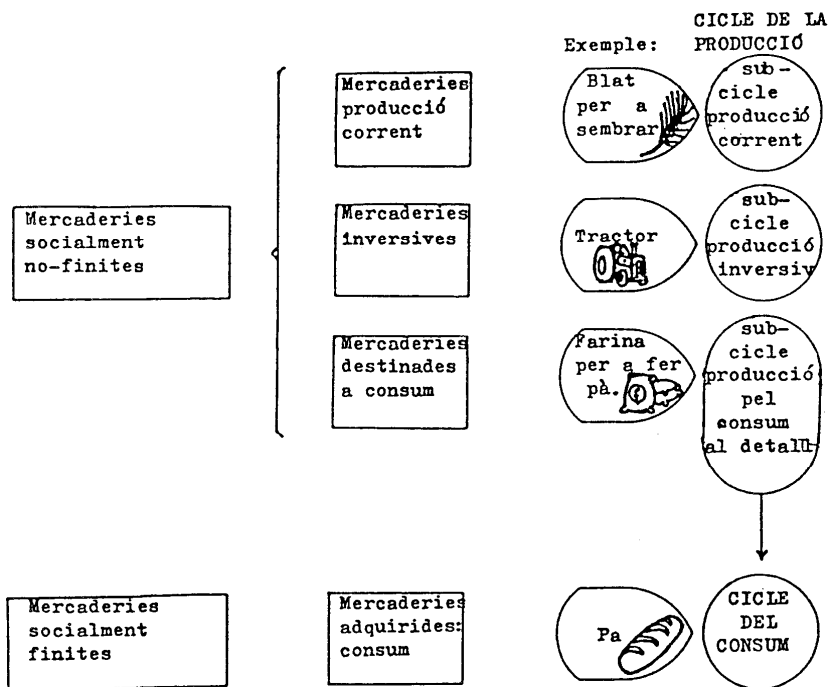 CICLE DE LA
Exemple: PRODUCCIÓ
Mercaderies
producció
corrent
Blat
per a
sembrar
sub-
cicle
producció
corrent
Mercaderies
socialment
no-finites
Mercaderies
inversives
Tractor
sub-
cicle
producció
inversiv
Mercaderies
destinades
a consum
Farina
per a fer
pà.
sub-
cicle
producció
pel
consum
al detall
Mercaderies
socialment
finites
Mercaderies
adquirides:
consum
Pa
CICLE
DEL
CONSUM